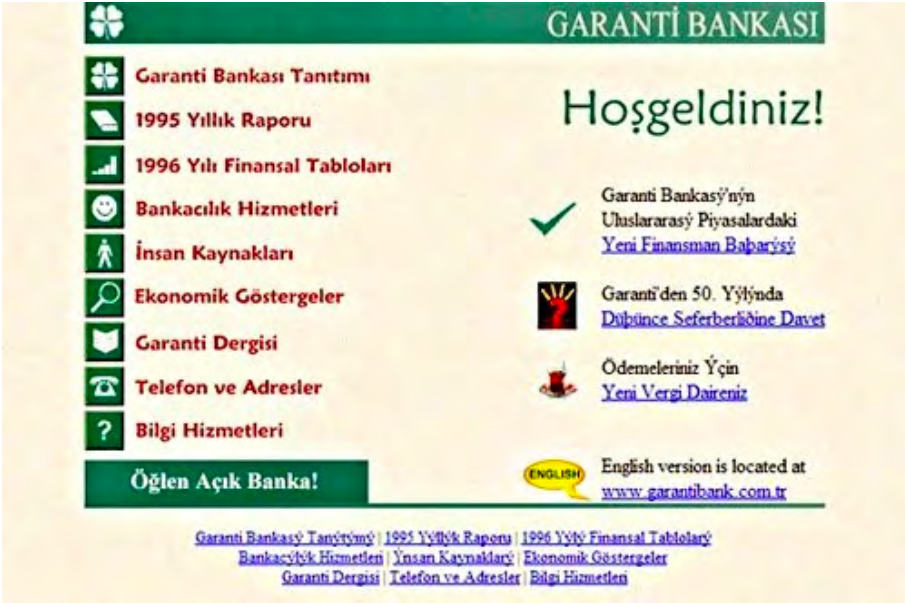 GARANTİ BANKASI
Garanti Bankası Tanıtımı
1995 Yıllık Raporu
1996 Yılı Finansal Tabloları
Bankacılık Hizmetleri
İnsan Kaynakları
Ekonomik Göstergeler
Garanti Dergisi
Telefon ve Adresler
? Bilgi Hizmetleri
Öğlen Açık Banka!
Hoşgeldiniz!
Garanti Bankasý'nýn
Uluslararasý Piyasalardaki
Yeni Finansman Baþarýsý
Garanti'den 50. Yýlýnda
Düþünce Seferberliðine Davet
Ödemeleriniz Ýçin
Yeni Vergi Daireniz
ENGLISH
English version is located at
www.garantibank.com.tr
Garanti Bankasý Tanýtýmý | 1995 Yýllýk Raporu | 1996 Yýlý Finansal Tablolarý
Bankacýlýk Hizmetleri | Ýnsan Kaynaklarý | Ekonomik Göstergeler
Garanti Dergisi | Telefon ve Adresler | Bilgi Hizmetleri